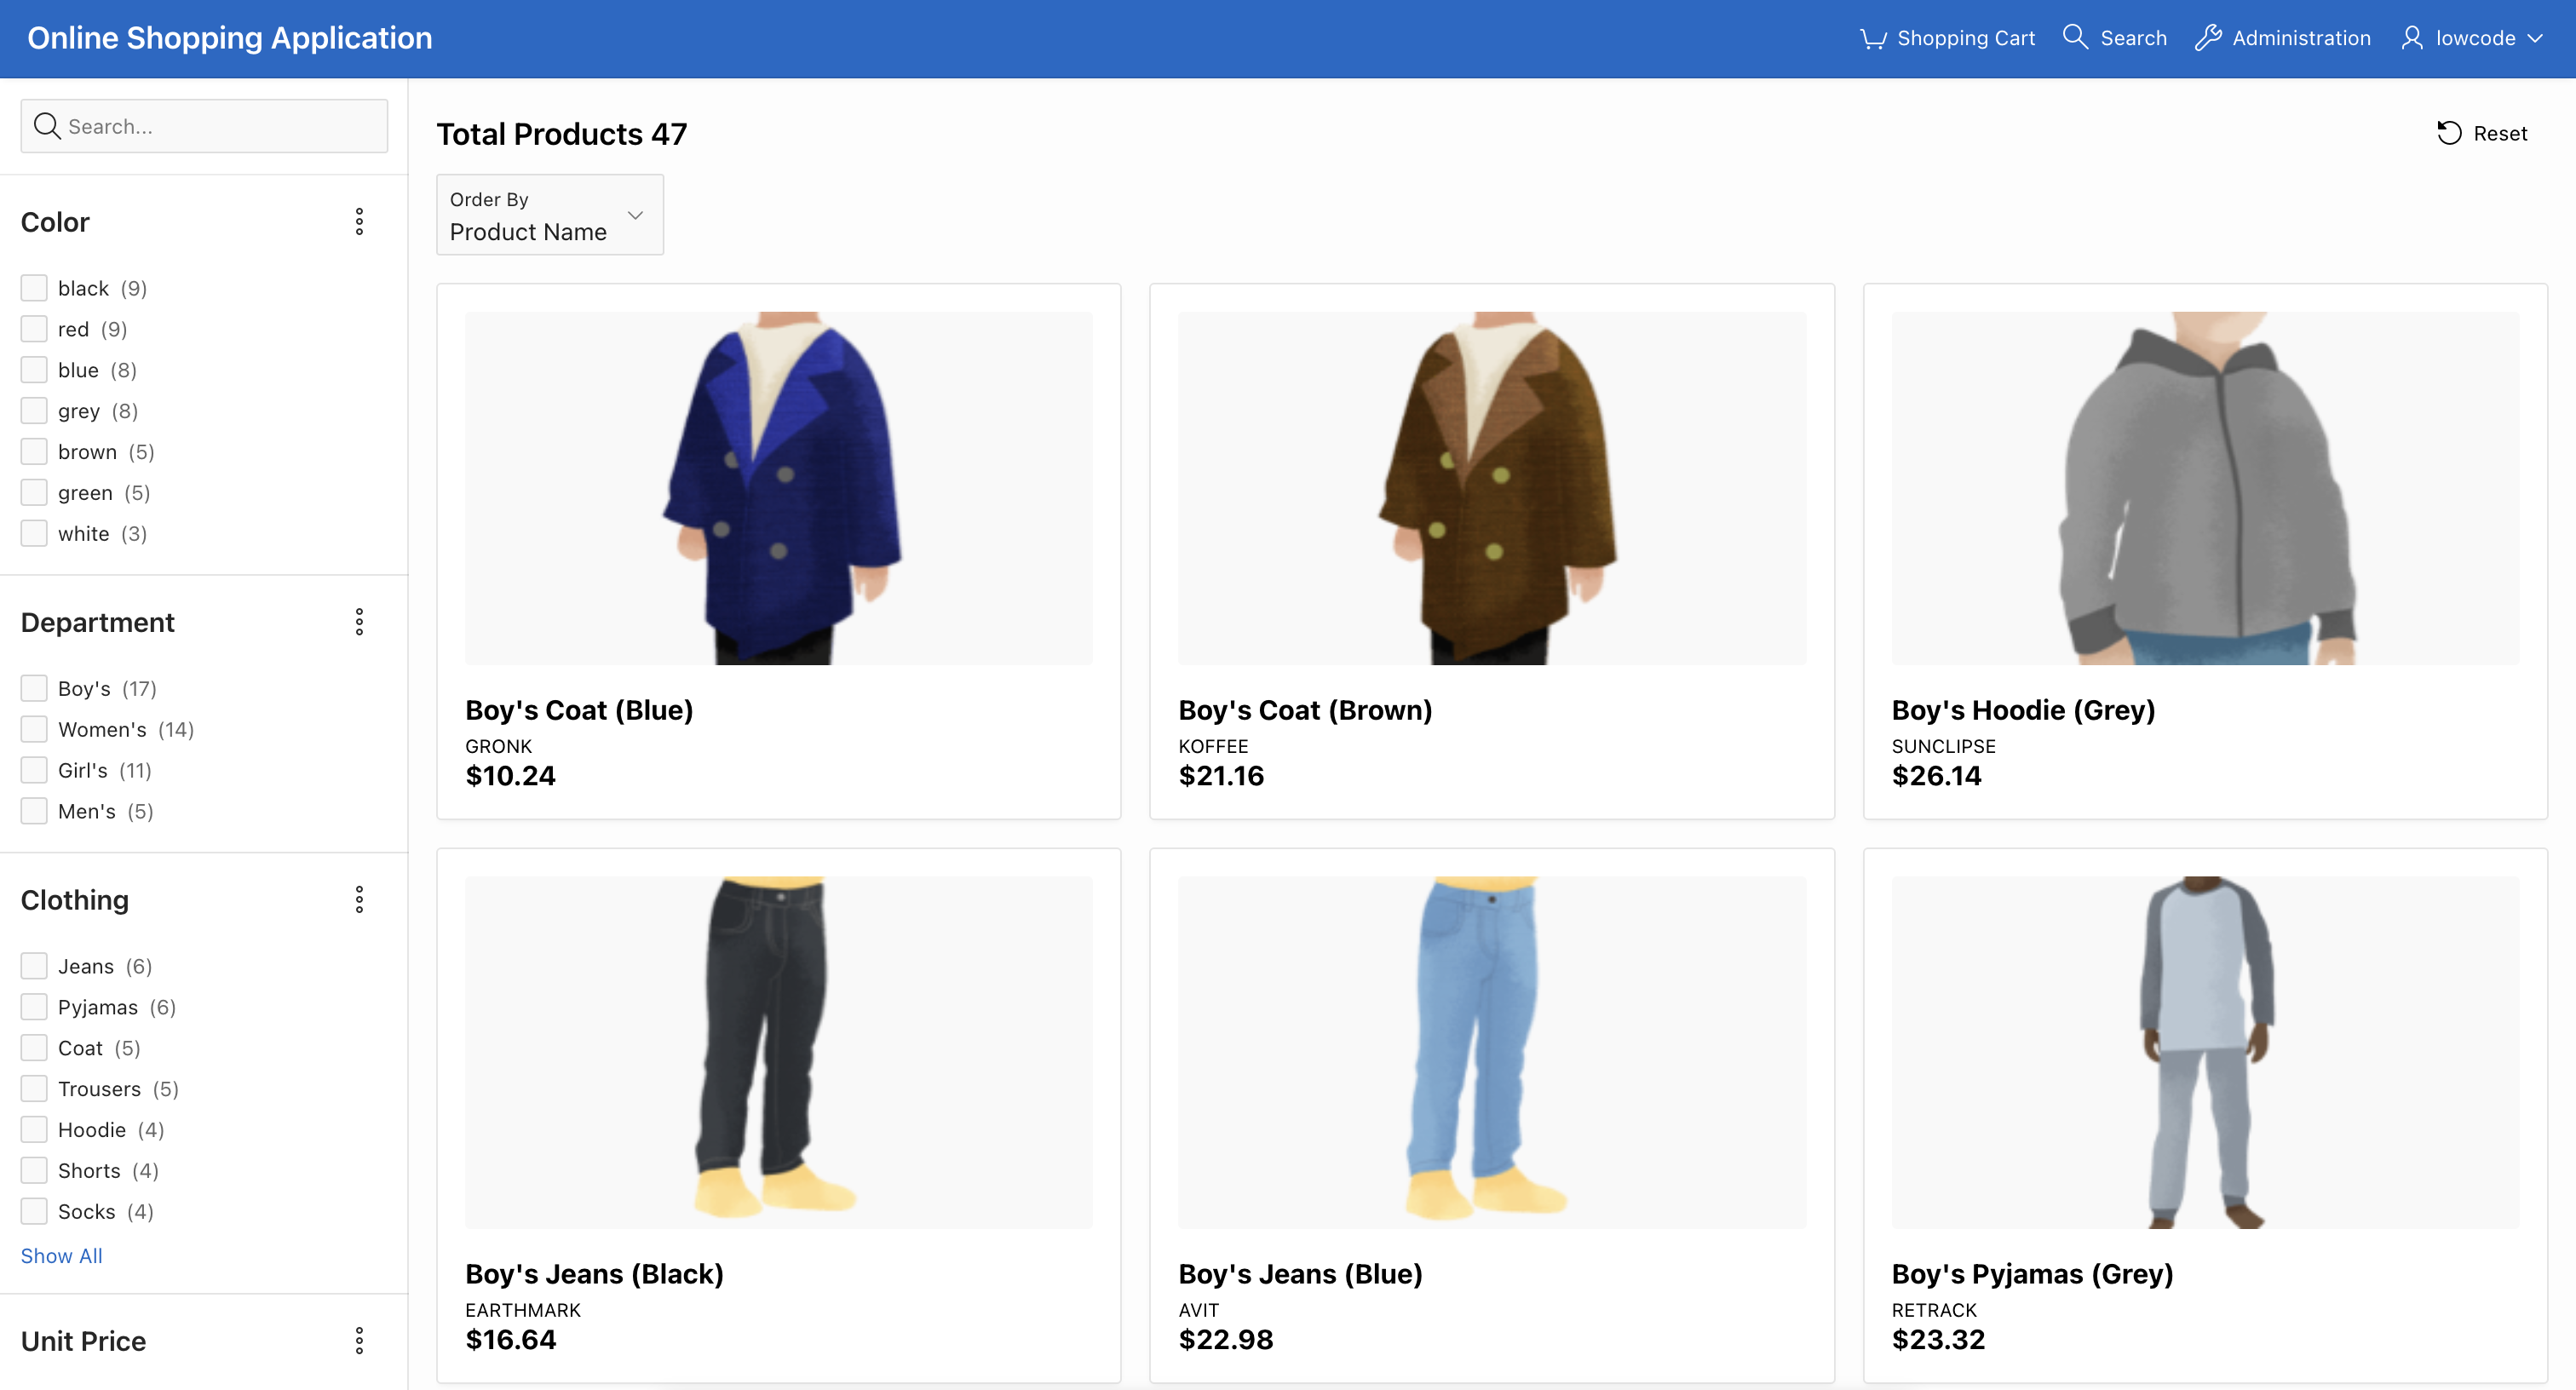 Online Shopping Application
Shopping Cart
Search
Administration
lowcode
Search...
Color
black (9)
red (9)
blue (8)
grey (8)
brown (5)
green (5)
white (3)
Department
Boy's (17)
Women's (14)
Girl's (11)
Men's (5)
Clothing
Jeans (6)
Pyjamas (6)
Coat (5)
Trousers (5)
Hoodie (4)
Shorts (4)
Socks (4)
Show All
Unit Price
Total Products 47
Reset
Order By
Product Name
Boy's Coat (Blue)
GRONK
$10.24
Boy's Coat (Brown)
KOFFEE
$21.16
Boy's Hoodie (Grey)
SUNCLIPSE
$26.14
Boy's Jeans (Black)
EARTHMARK
$16.64
Boy's Jeans (Blue)
AVIT
$22.98
Boy's Pyjamas (Grey)
RETRACK
$23.32